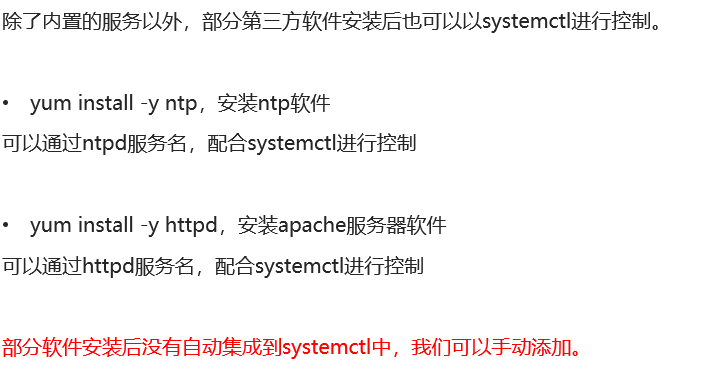 除了内置的服务以外，部分第三方软件安装后也可以以systemctl进行控制。
• yum install -y ntp，安装ntp软件
可以通过ntpd服务名，配合systemctl进行控制
• yum install -y httpd，安装apache服务器软件
可以通过httpd服务名，配合systemctl进行控制
部分软件安装后没有自动集成到systemctl中，我们可以手动添加。